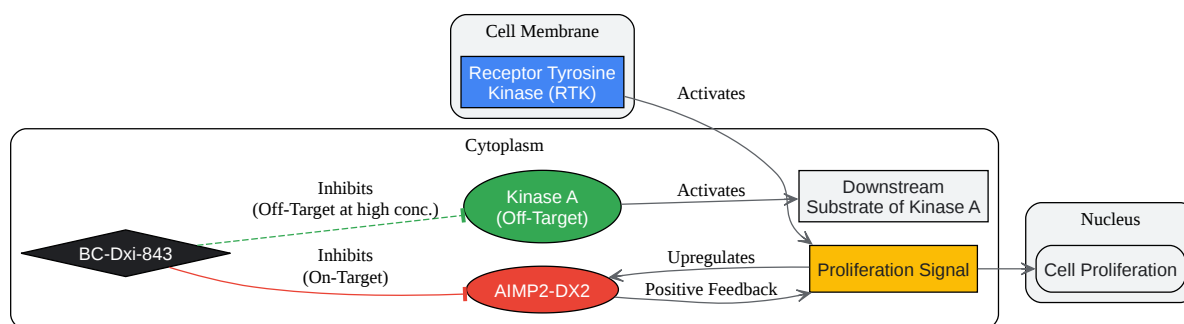 Cell Membrane
Receptor Tyrosine
Kinase (RTK)
Activates
Cytoplasm
Inhibits
(Off-Target at high conc.)
Kinase A
(Off-Target)
Activates
Downstream
Substrate of Kinase A
BC-Dxi-843
Inhibits
(On-Target)
AIMP2-DX2
Upregulates
Positive Feedback
Proliferation Signal
Nucleus
Cell Proliferation